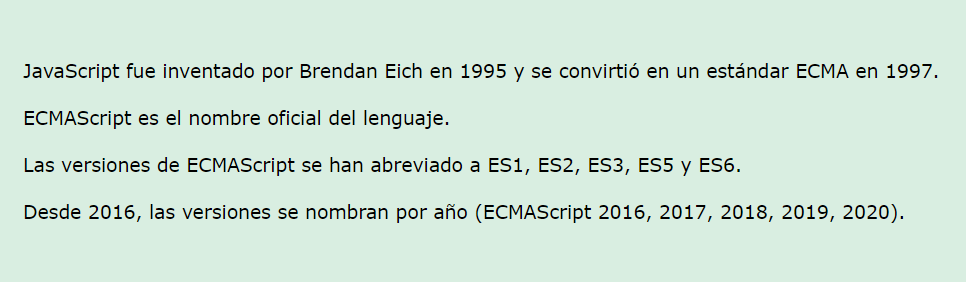 JavaScript fue inventado por Brendan Eich en 1995 y se convirtió en un estándar ECMA en 1997.
ECMAScript es el nombre oficial del lenguaje.
Las versiones de ECMAScript se han abreviado a ES1, ES2, ES3, ES5 y ES6.
Desde 2016, las versiones se nombran por año (ECMAScript 2016, 2017, 2018, 2019, 2020).